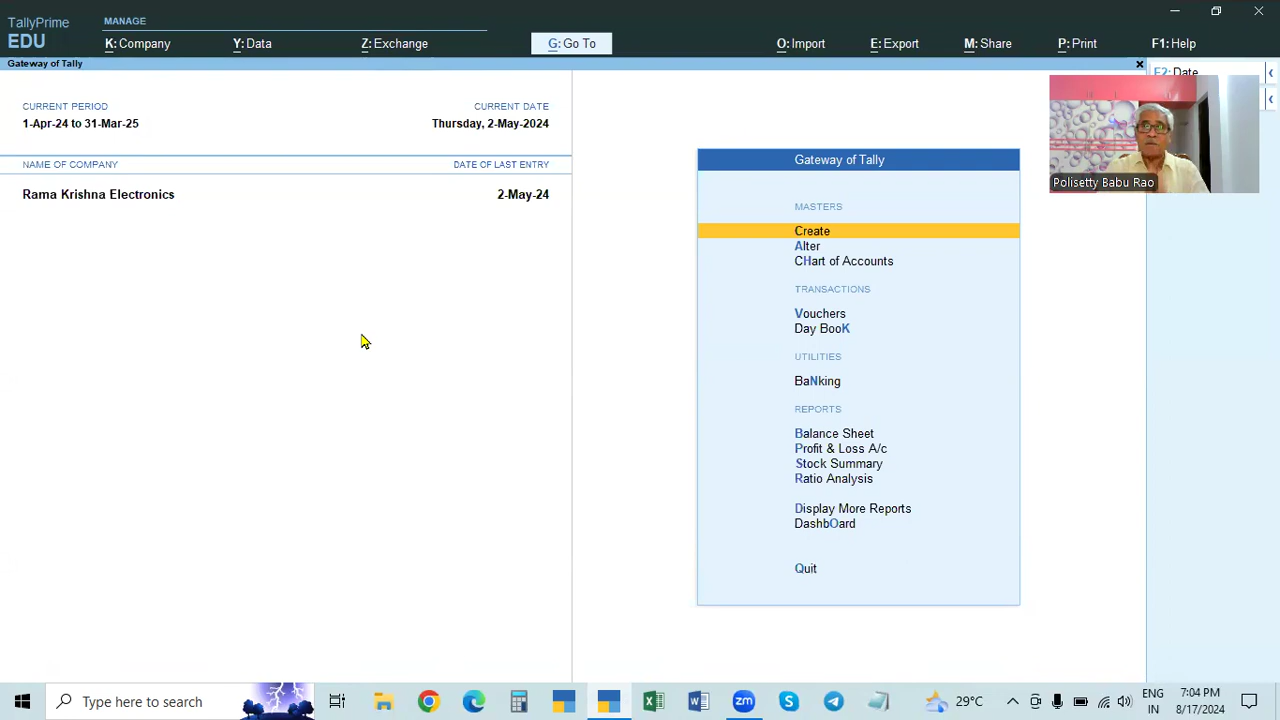 TallyPrime
EDU
MANAGE
K: Company
Y: Data
Z: Exchange
G: Go To
O: Import
E: Export
M: Share
P: Print
F1: Help
Gateway of Tally
F2: Date
CURRENT PERIOD
CURRENT DATE
1-Apr-24 to 31-Mar-25
Thursday, 2-May-2024
NAME OF COMPANY
DATE OF LAST ENTRY
Rama Krishna Electronics
2-May-24
Gateway of Tally
MASTERS
Create
Alter
CHart of Accounts
TRANSACTIONS
Vouchers
Day BooK
UTILITIES
BaNking
REPORTS
Balance Sheet
Profit & Loss A/c
Stock Summary
Ratio Analysis
Display More Reports
DashbOard
Quit
Polisetty Babu Rao
Type here to search
29°C
ENG
IN
7:04 PM
8/17/2024